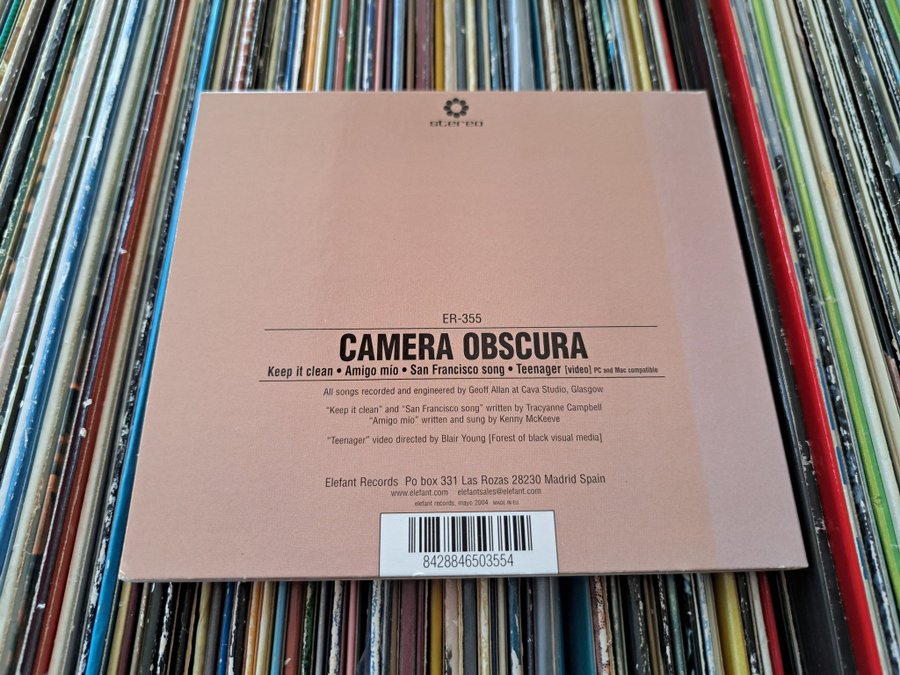 stereo
ER-355
CAMERA OBSCURA
Keep it clean • Amigo mío • San Francisco song • Teenager [video] PC and Mac compatible
All songs recorded and engineered by Geoff Allan at Cava Studio, Glasgow
“Keep it clean” and “San Francisco song” written by Tracyanne Campbell
“Amigo mío” written and sung by Kenny McKeeve
“Teenager” video directed by Blair Young [Forest of black visual media]
Elefant Records Po box 331 Las Rozas 28230 Madrid Spain
www.elefant.com elefantsales@elefant.com
elefant records, mayo 2004 MADE IN EU.
8428846503554